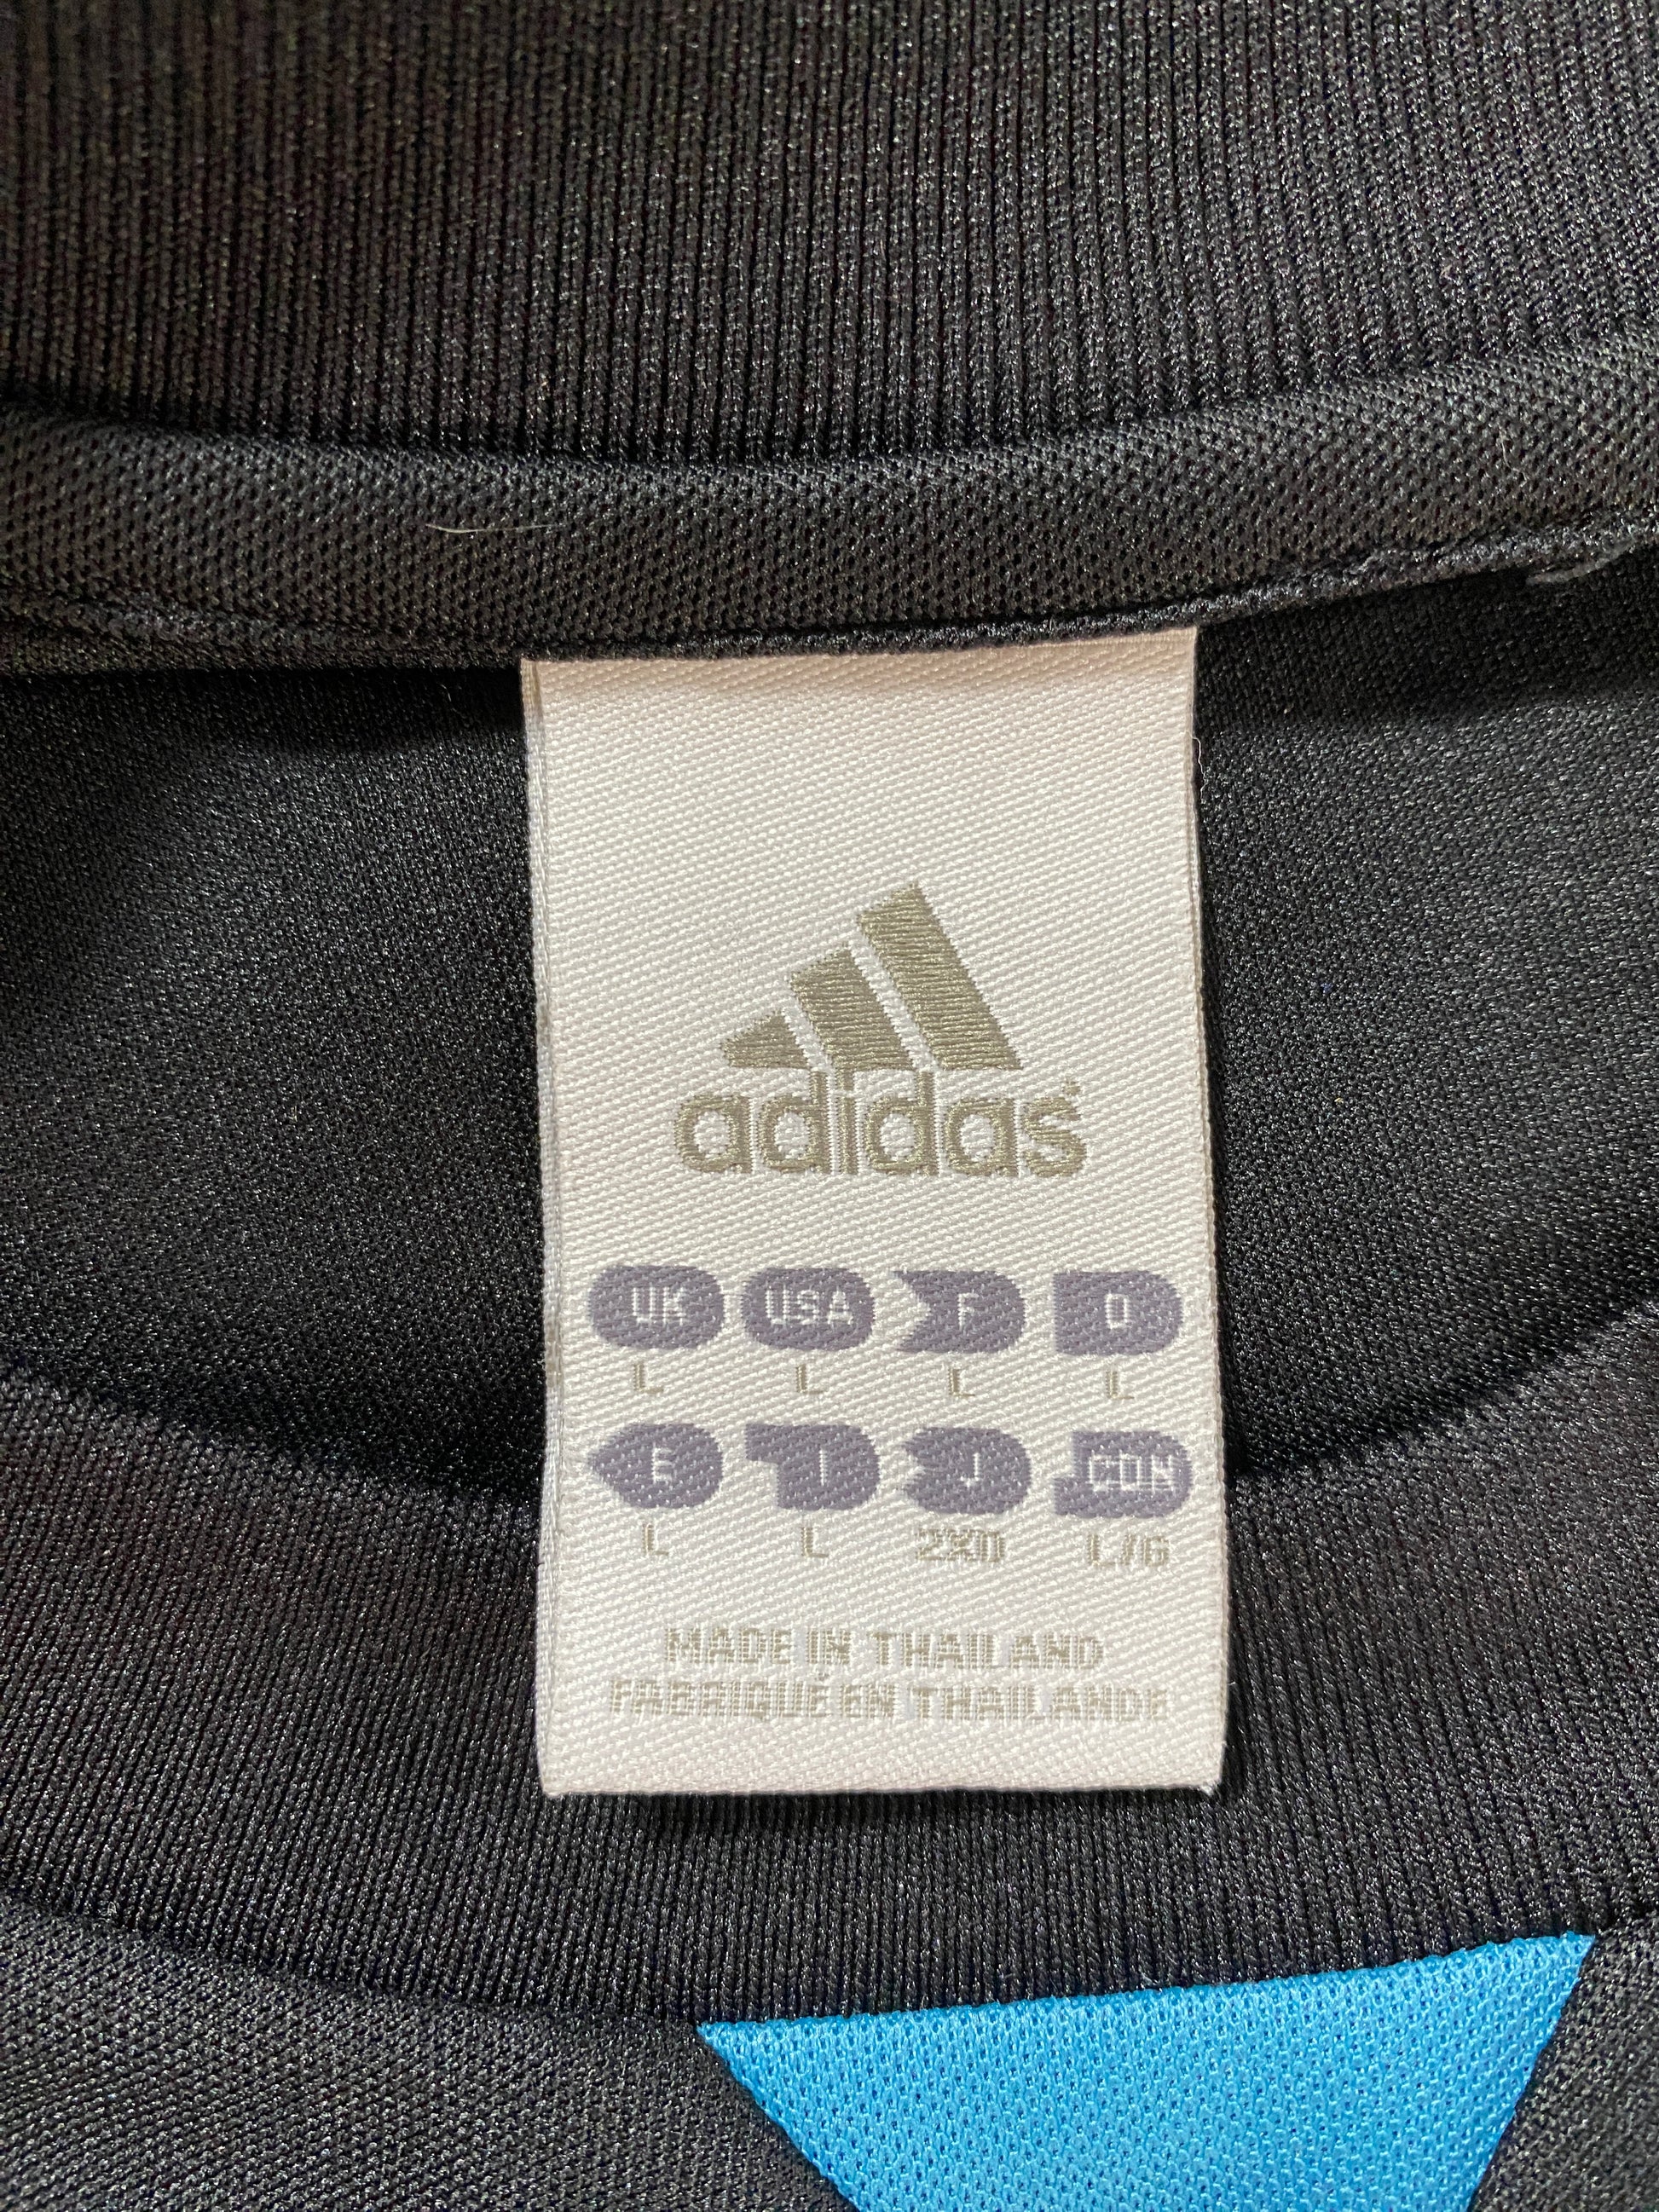 adidas
UK USA F D
L L L L
E I J CDN
L L 2XO L/G
MADE IN THAILAND
FABRIQUÉ EN THAILANDE